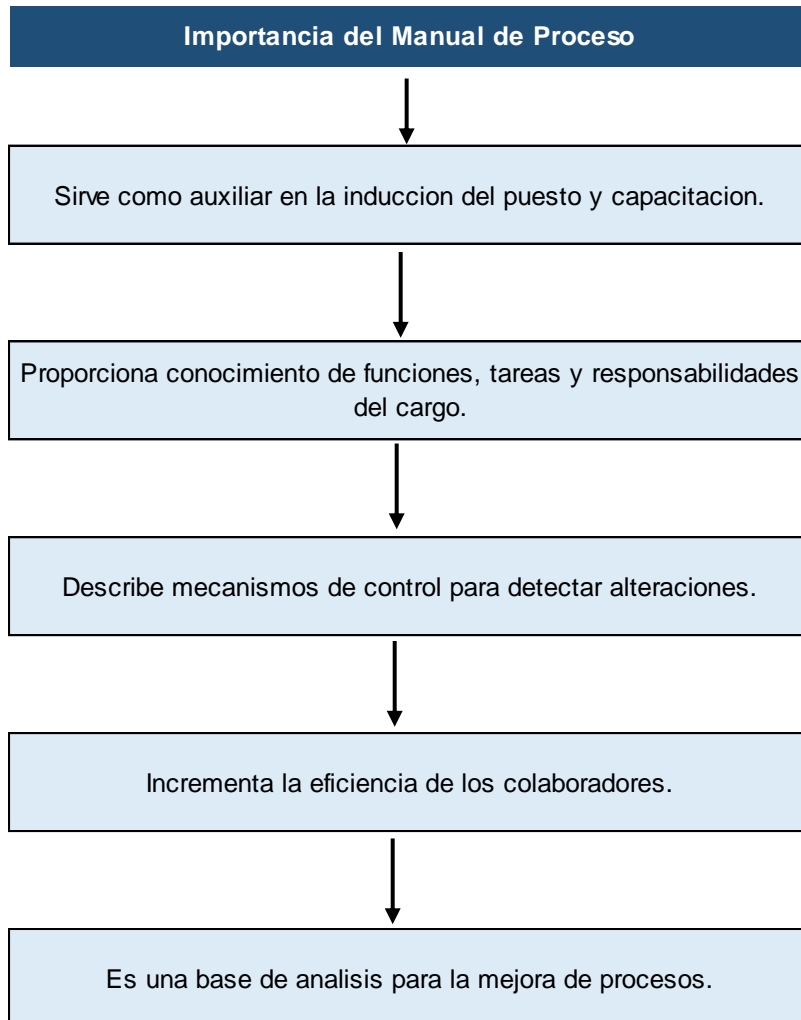 Importancia del Manual de Proceso
Sirve como auxiliar en la induccion del puesto y capacitacion.
Proporciona conocimiento de funciones, tareas y responsabilidades
del cargo.
Describe mecanismos de control para detectar alteraciones.
Incrementa la eficiencia de los colaboradores.
Es una base de analisis para la mejora de procesos.